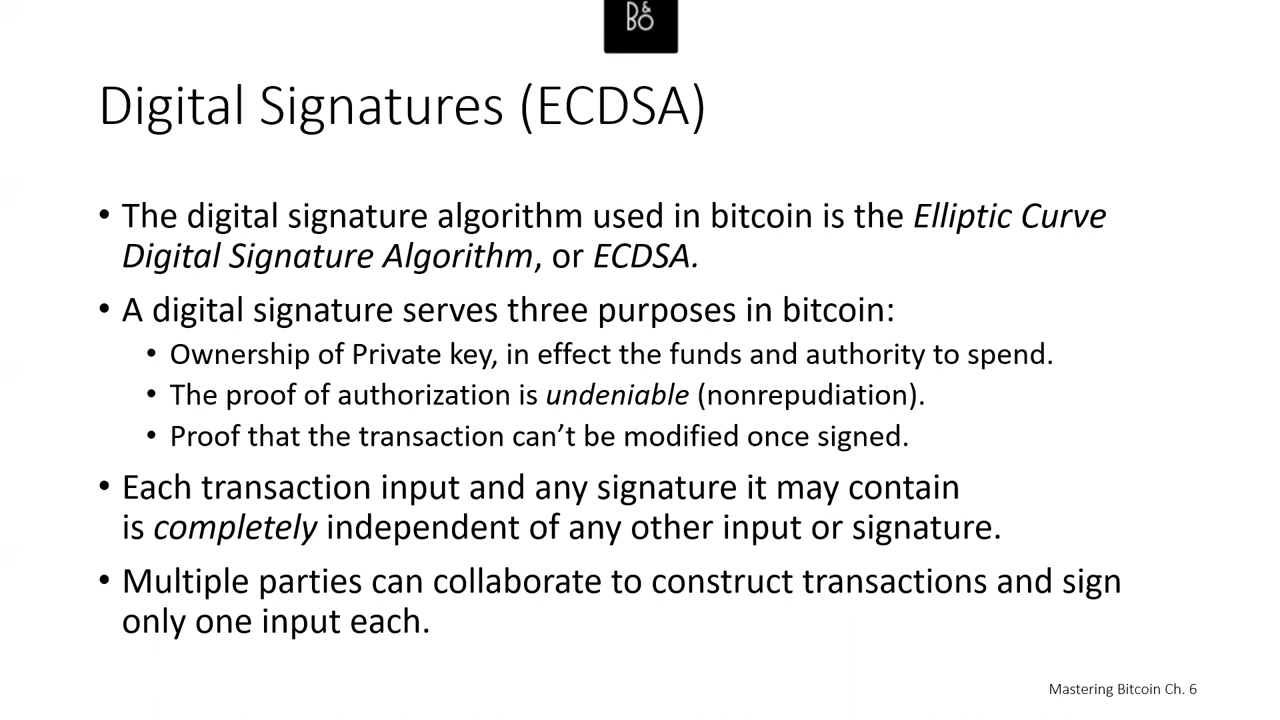 D&
BO
Digital Signatures (ECDSA)
• The digital signature algorithm used in bitcoin is the Elliptic Curve
Digital Signature Algorithm, or ECDSA.
• A digital signature serves three purposes in bitcoin:
• Ownership of Private key, in effect the funds and authority to spend.
• The proof of authorization is undeniable (nonrepudiation).
• Proof that the transaction can’t be modified once signed.
• Each transaction input and any signature it may contain
is completely independent of any other input or signature.
• Multiple parties can collaborate to construct transactions and sign
only one input each.
Mastering Bitcoin Ch. 6